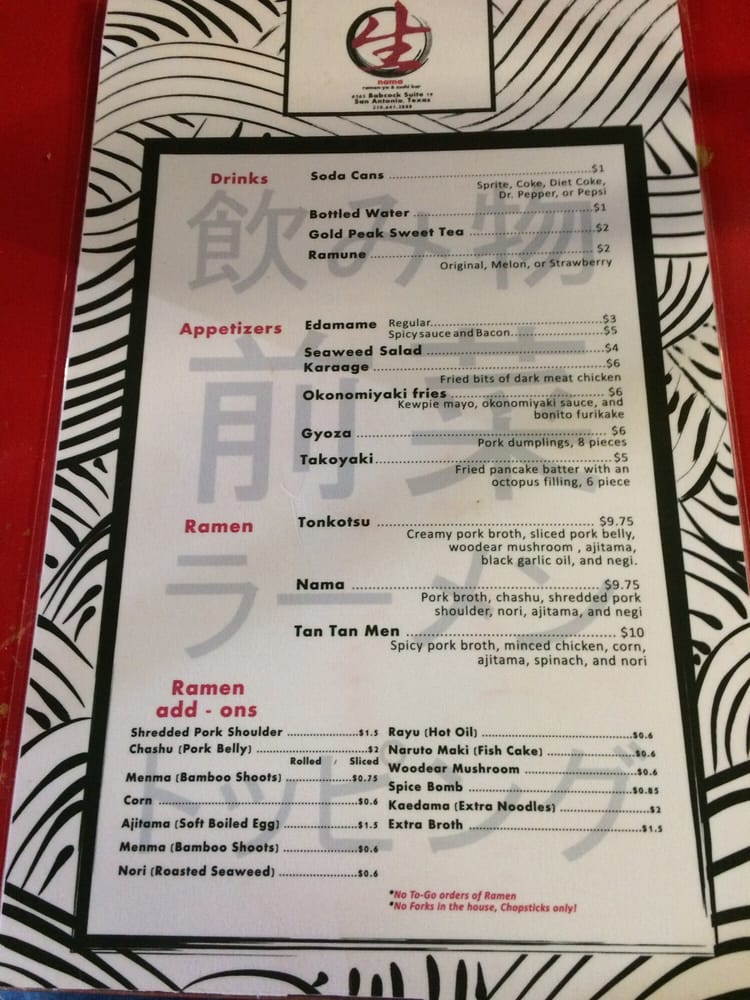 生
nama
ramen-ya & sushi bar
Babcock Suite
San Antonio, Texas
Drinks
飲み物
Soda Cans ........ $1
Sprite, Coke, Diet Coke,
Dr. Pepper, or Pepsi
Bottled Water ........ $1
Gold Peak Sweet Tea ........ $2
Ramune ........ $2
Original, Melon, or Strawberry
Appetizers
前菜
Edamame Regular........ $3
Spicy sauce and Bacon........ $5
Seaweed Salad ........ $4
Karaage ........ $6
Fried bits of dark meat chicken
Okonomiyaki fries ........ $6
Kewpie mayo, okonomiyaki sauce, and
bonito furikake
Gyoza ........ $6
Pork dumplings, 8 pieces
Takoyaki ........ $5
Fried pancake batter with an
octopus filling, 6 piece
Ramen
ラーメン
Tonkotsu ........ $9.75
Creamy pork broth, sliced pork belly,
woodear mushroom , ajitama,
black garlic oil, and negi.
Nama ........ $9.75
Pork broth, chashu, shredded pork
shoulder, nori, ajitama, and negi
Tan Tan Men ........ $10
Spicy pork broth, minced chicken, corn,
ajitama, spinach, and nori
Ramen
add - ons
トッピング
Shredded Pork Shoulder ........ $1.5
Chashu (Pork Belly) ........ $2
Rolled / Sliced
Menma (Bamboo Shoots) ........ $0.75
Corn ........ $0.6
Ajitama (Soft Boiled Egg) ........ $1.5
Menma (Bamboo Shoots) ........ $0.6
Nori (Roasted Seaweed) ........ $0.6
Rayu (Hot Oil) ........ $0.6
Naruto Maki (Fish Cake) ........ $0.6
Woodear Mushroom ........ $0.6
Spice Bomb ........ $0.85
Kaedama (Extra Noodles) ........ $2
Extra Broth ........ $1.5
*No To-Go orders of Ramen
*No Forks in the house, Chopsticks only!